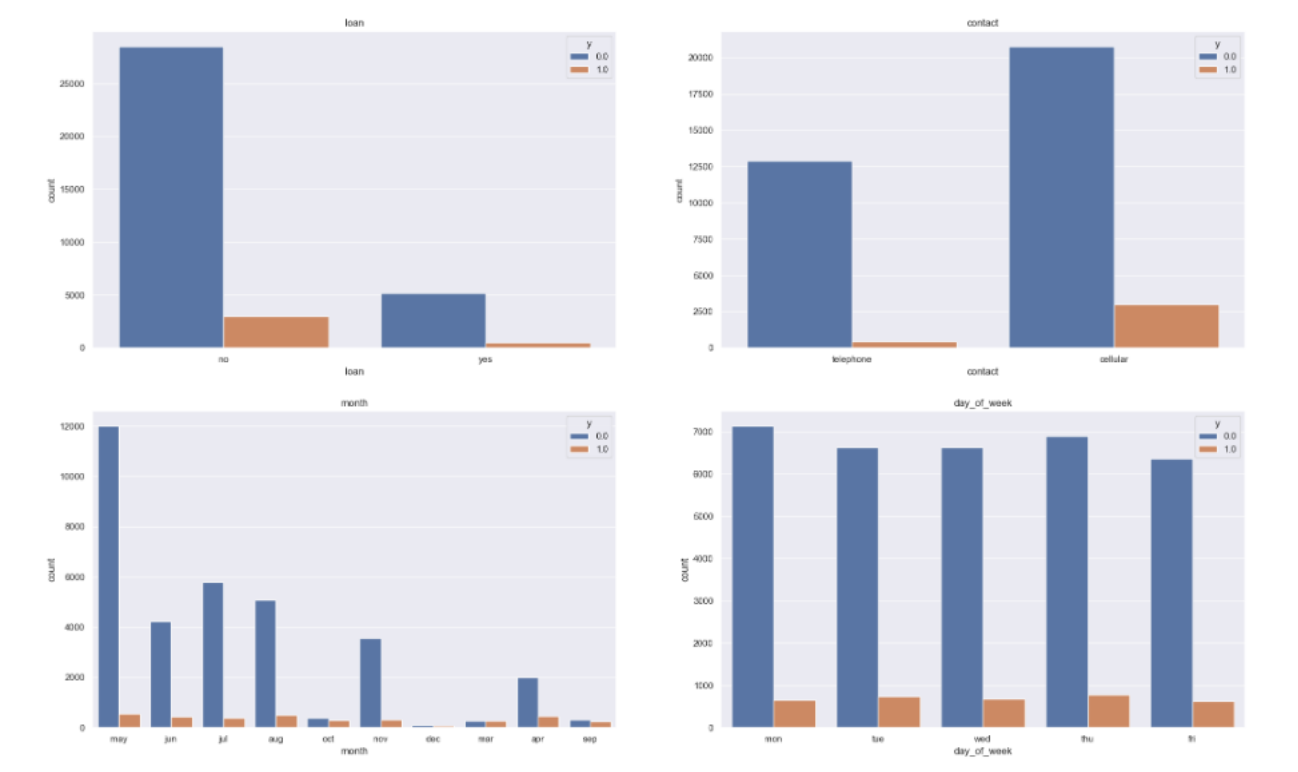 loan
y
0.0
1.0
25000
20000
15000
10000
5000
0
count
no yes
loan
contact
y
0.0
1.0
20000
17500
15000
12500
10000
7500
5000
2500
0
count
telephone cellular
contact
month
y
0.0
1.0
12000
10000
8000
6000
4000
2000
0
count
may jun jul aug oct nov dec mar apr sep
month
day_of_week
y
0.0
1.0
7000
6000
5000
4000
3000
2000
1000
0
count
mon tue wed thu fri
day_of_week